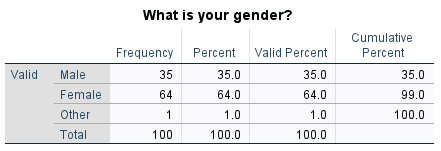 What is your gender?
Frequency Percent Valid Percent Cumulative Percent
Valid Male 35 35.0 35.0 35.0
Female 64 64.0 64.0 99.0
Other 1 1.0 1.0 100.0
Total 100 100.0 100.0